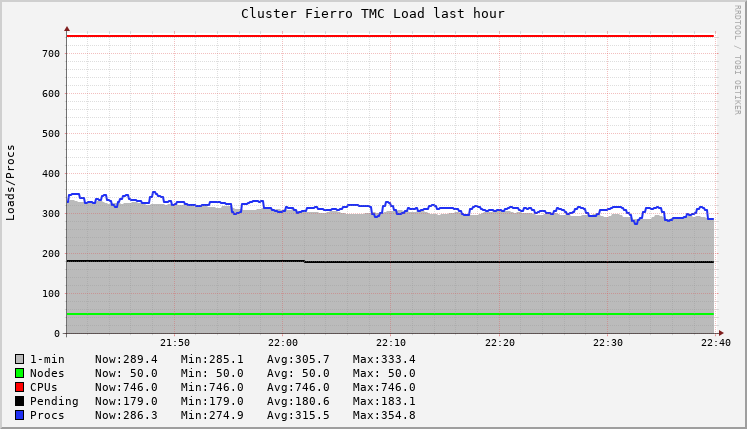 Cluster Fierro TMC Load last hour
RRDTOOL / TOBI OETIKER
Loads/Procs
700
600
500
400
300
200
100
0
21:50 22:00 22:10 22:20 22:30 22:40
1-min Now:289.4 Min:285.1 Avg:305.7 Max:333.4
Nodes Now: 50.0 Min: 50.0 Avg: 50.0 Max: 50.0
CPUs Now:746.0 Min:746.0 Avg:746.0 Max:746.0
Pending Now:179.0 Min:179.0 Avg:180.6 Max:183.1
Procs Now:286.3 Min:274.9 Avg:315.5 Max:354.8